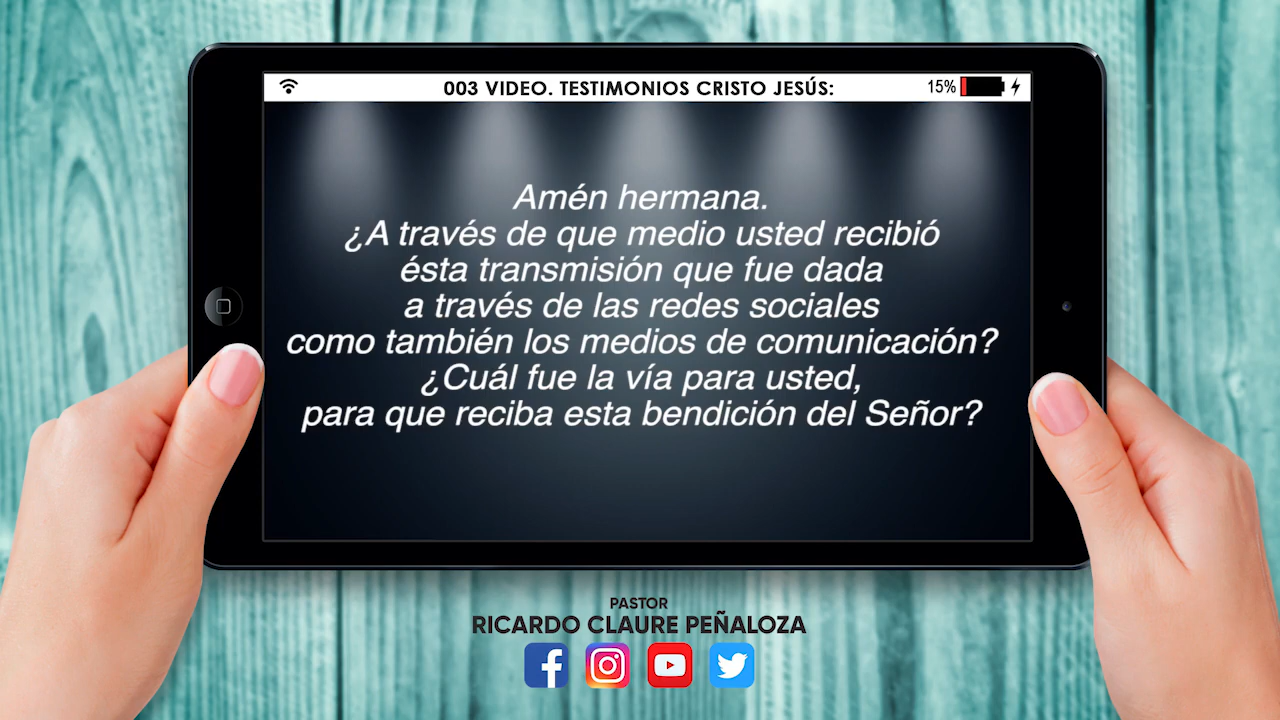 003 VIDEO. TESTIMONIOS CRISTO JESÚS:
15%
Amén hermana.
¿A través de que medio usted recibió
ésta transmisión que fue dada
a través de las redes sociales
como también los medios de comunicación?
¿Cuál fue la vía para usted,
para que reciba esta bendición del Señor?
PASTOR
RICARDO CLAURE PEÑALOZA